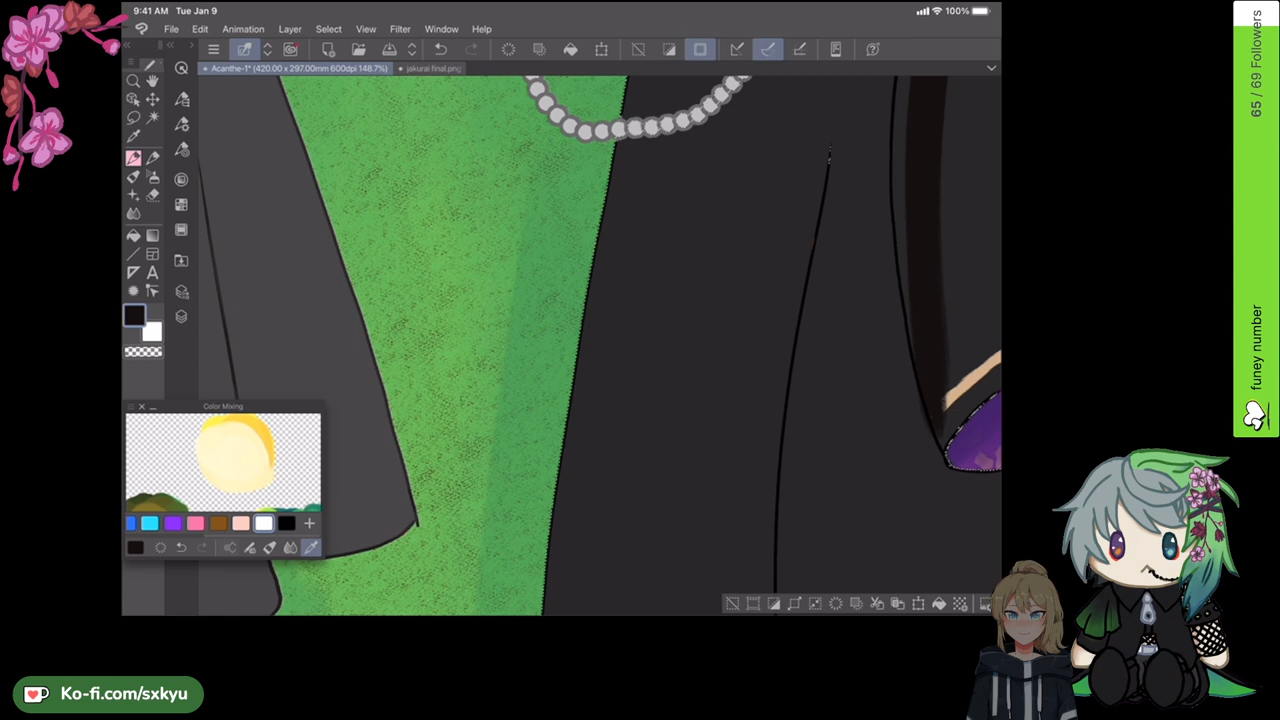 9:41 AM Tue Jan 9
100%
File Edit Animation Layer Select View Filter Window Help
Acanthe-1* (420.00 x 297.00mm 600dpi 148.7%)
jakurai final.png
A
Color Mixing
65 / 69 Followers
funey number
Ko-fi.com/sxkyu